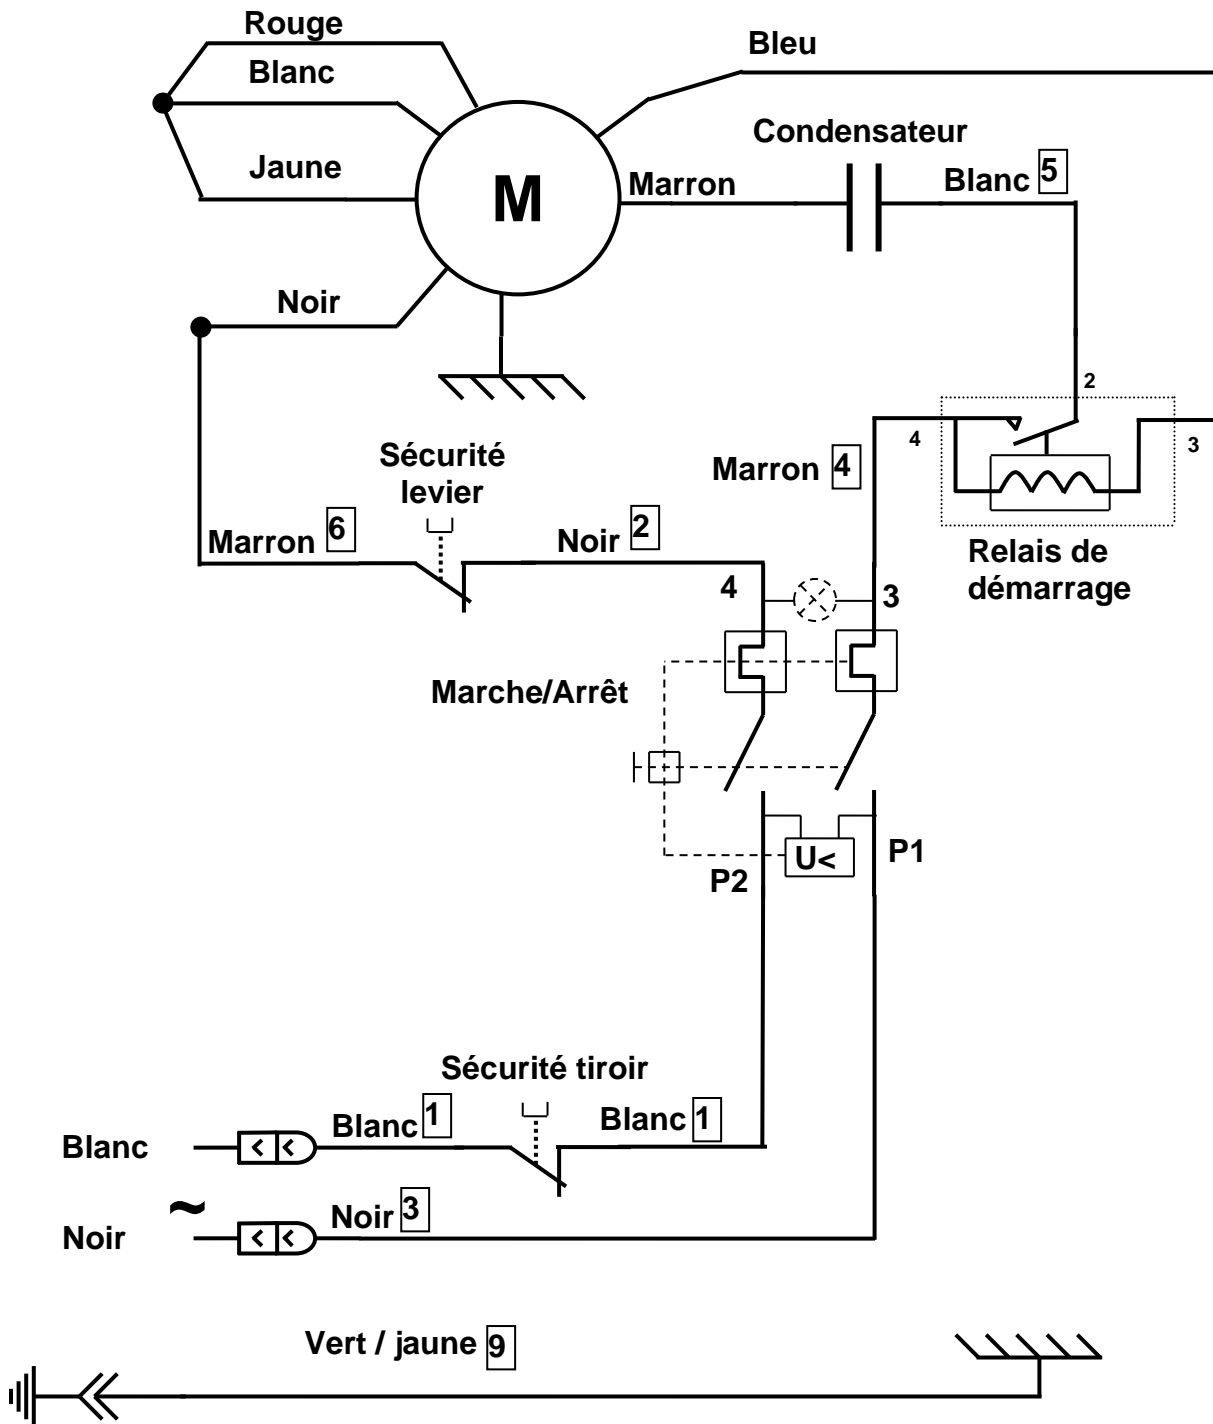 Rouge
Bleu
Blanc
Condensateur
Jaune
M
Marron
Blanc 5
Noir
2
4
3
Sécurité
levier
Marron 4
Marron 6
Noir 2
Relais de
démarrage
4
3
Marche/Arrêt
U<
P1
P2
Sécurité tiroir
Blanc
Blanc 1
Blanc 1
~
Noir
Noir 3
Vert / jaune 9